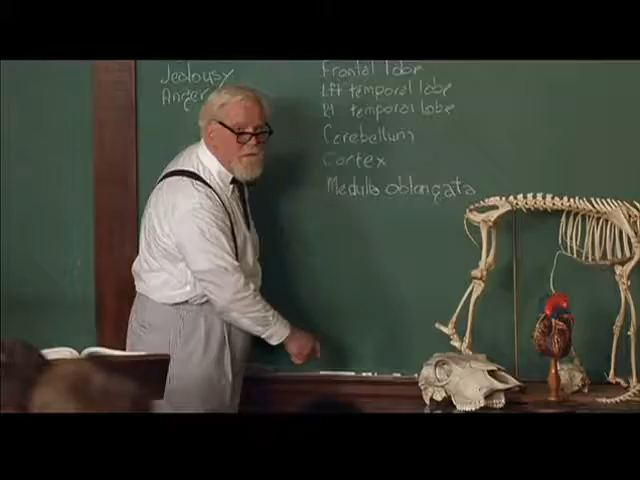 Jealousy
Anger
Frontal lobe
Lft temporal lobe
Rt temporal lobe
Cerebellum
Cortex
Medulla oblongata